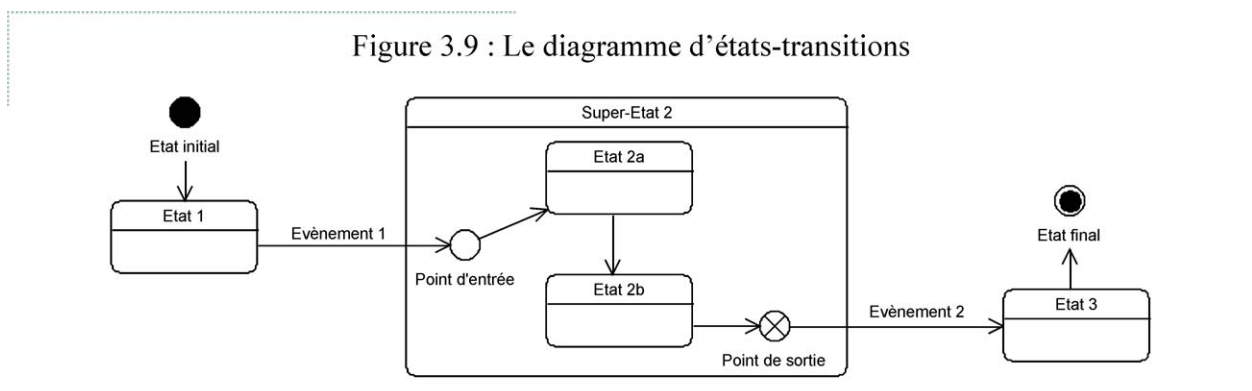 Figure 3.9 : Le diagramme d’états-transitions
Super-Etat 2
Etat initial
Etat 2a
Etat 1
Evènement 1
Point d'entrée
Etat 2b
Point de sortie
Evènement 2
Etat final
Etat 3